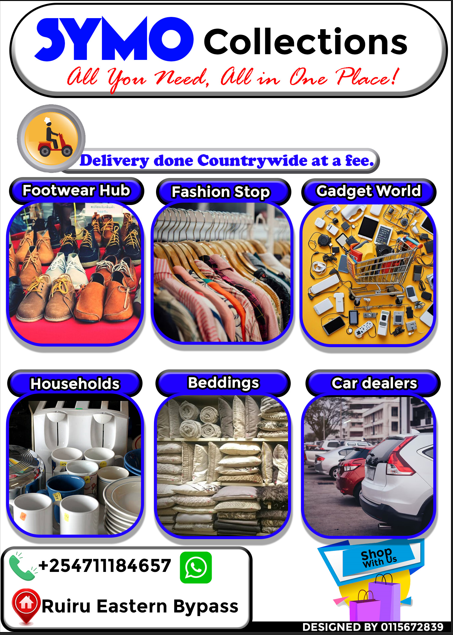 SYMO Collections
All You Need, All in One Place!
Delivery done Countrywide at a fee.
Footwear Hub
Fashion Stop
Gadget World
Households
Beddings
Car dealers
+254711184657
Ruiru Eastern Bypass
Shop
With Us
DESIGNED BY 0115672839